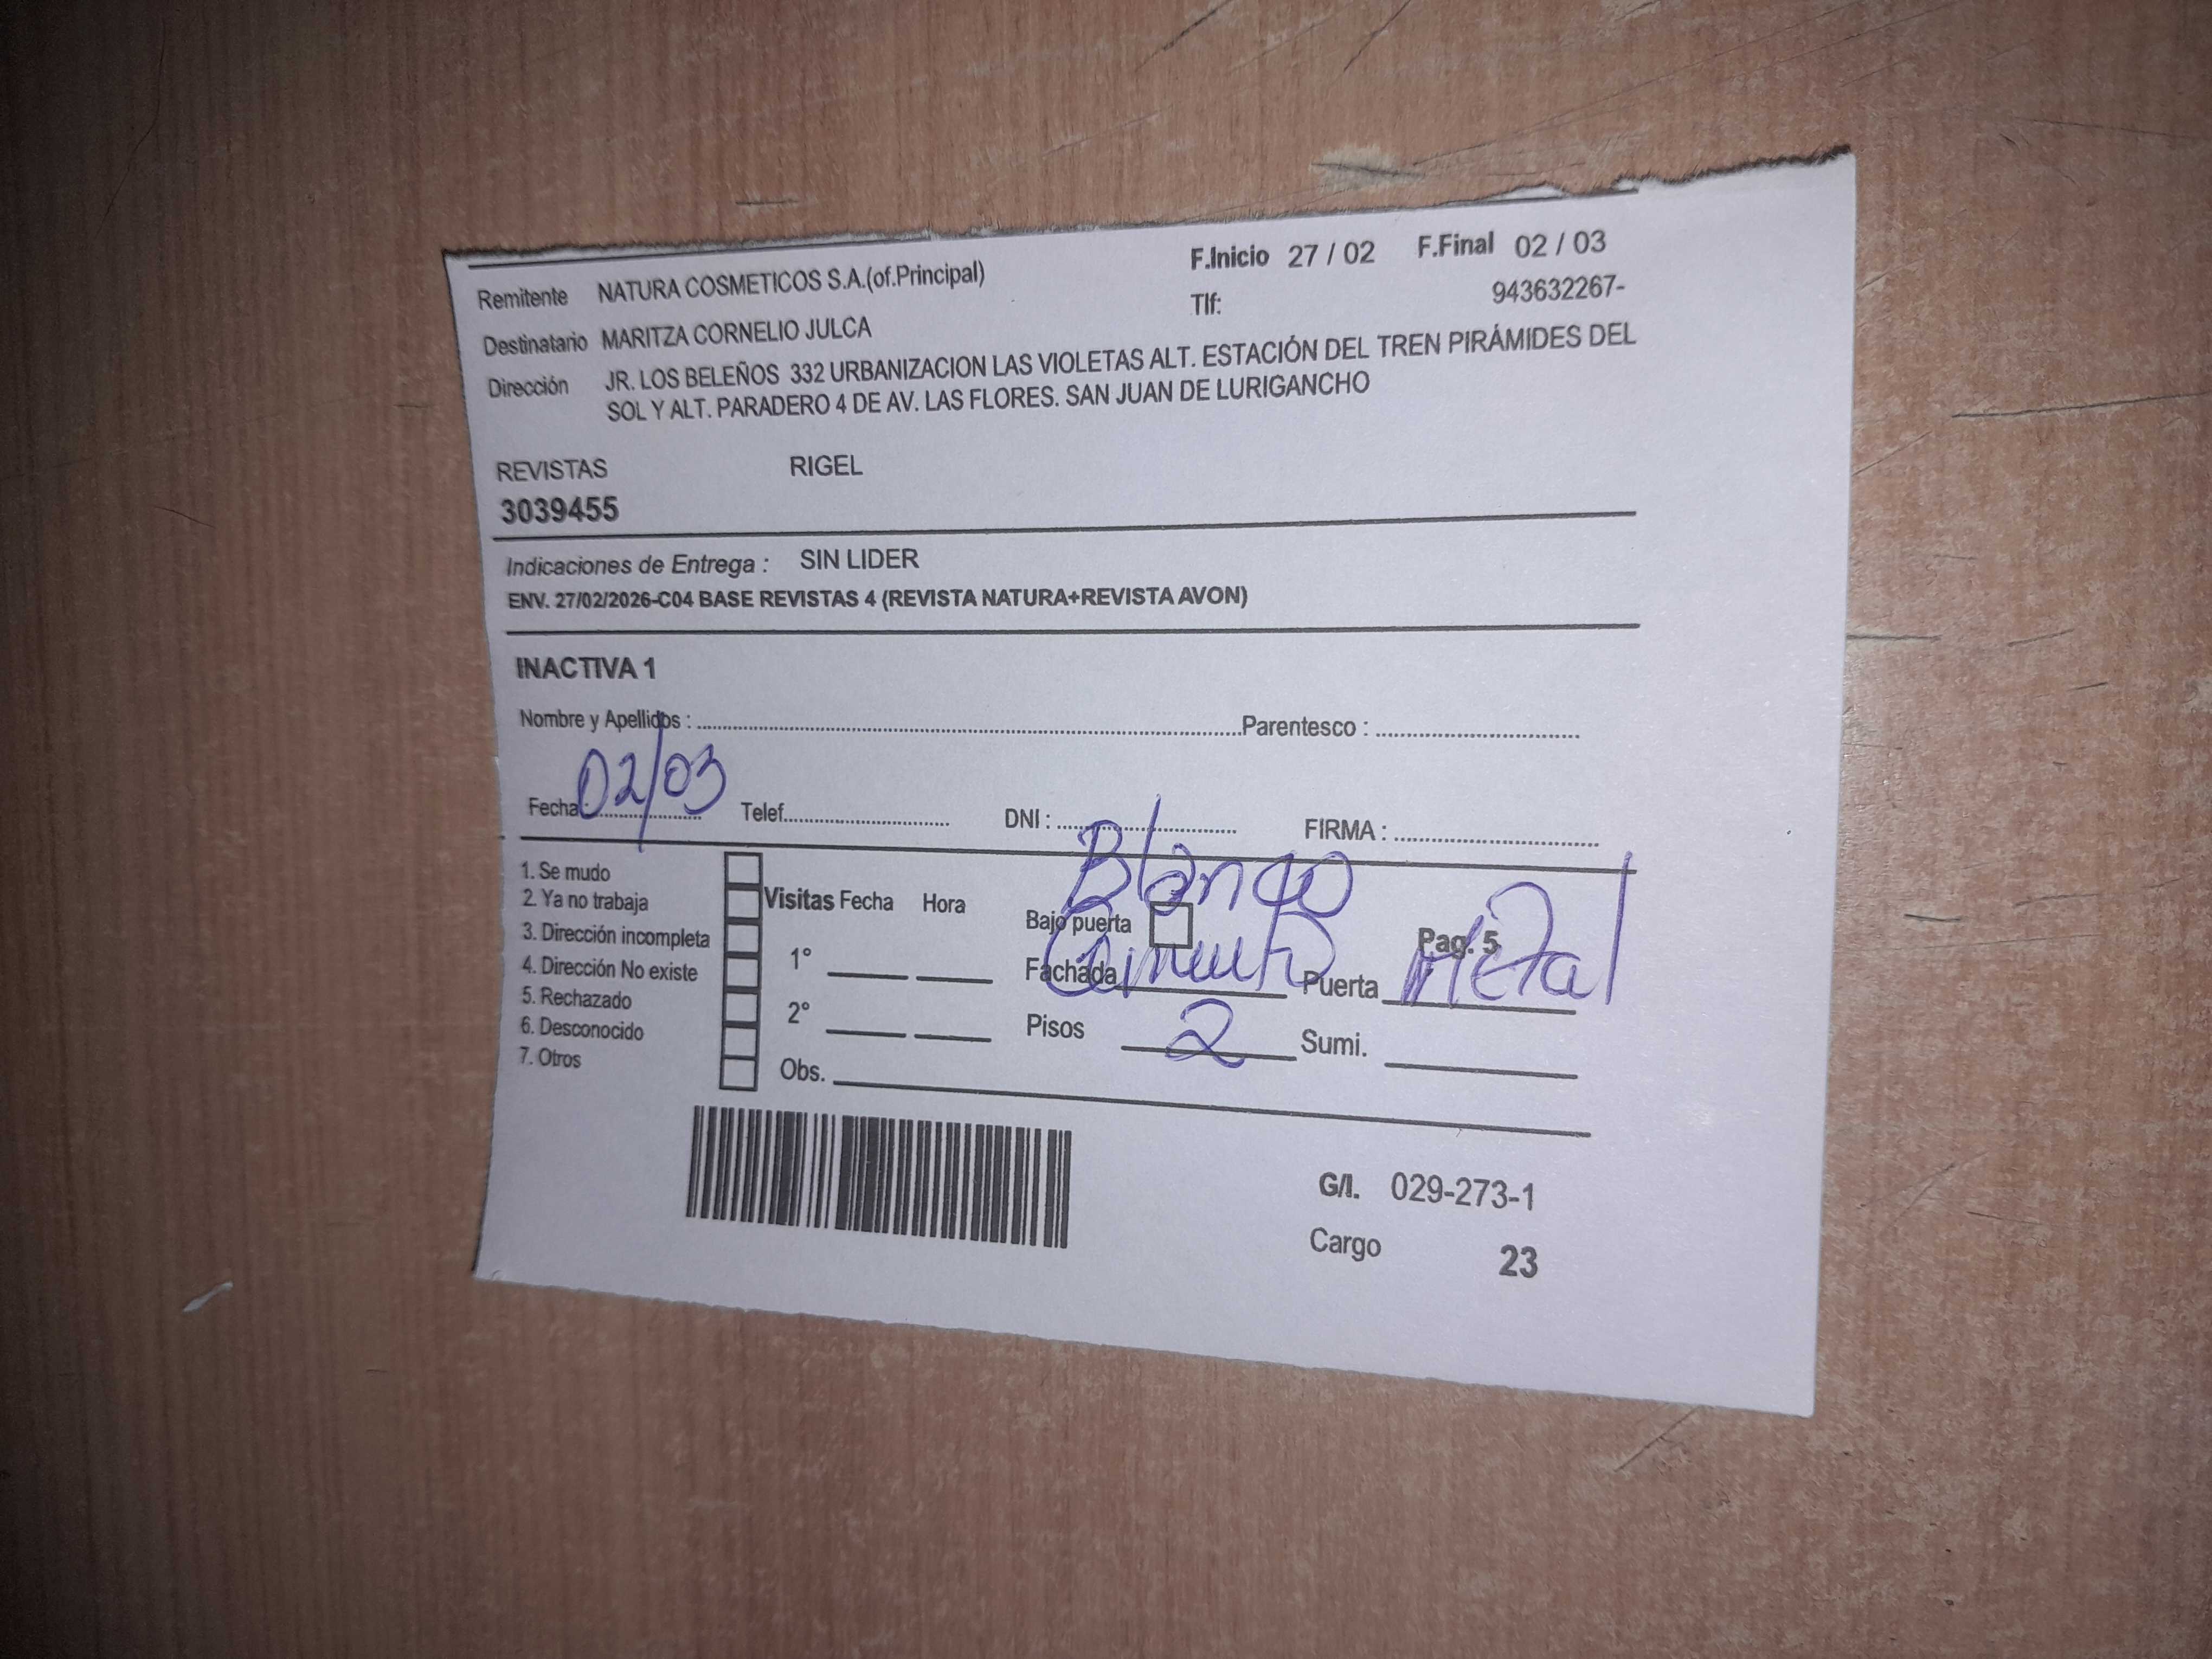 Remitente NATURA COSMETICOS S.A.(of.Principal) F.Inicio 27 / 02 F.Final 02 / 03
Tlf: 943632267-
Destinatario MARITZA CORNELIO JULCA
Dirección JR. LOS BELEÑOS 332 URBANIZACION LAS VIOLETAS ALT. ESTACIÓN DEL TREN PIRÁMIDES DEL
SOL Y ALT. PARADERO 4 DE AV. LAS FLORES. SAN JUAN DE LURIGANCHO
REVISTAS RIGEL
3039455
Indicaciones de Entrega : SIN LIDER
ENV. 27/02/2026-C04 BASE REVISTAS 4 (REVISTA NATURA+REVISTA AVON)
INACTIVA 1
Nombre y Apellidos : Parentesco :
Fecha 02/03 Telef. DNI : FIRMA :
1. Se mudo
2. Ya no trabaja
3. Dirección incompleta
4. Dirección No existe
5. Rechazado
6. Desconocido
7. Otros
Visitas Fecha Hora
1°
2°
Obs.
Blanco
Bajo puerta Pag. 5
Fachada Cemento Puerta Metal
Pisos 2 Sumi.
G/I. 029-273-1
Cargo 23